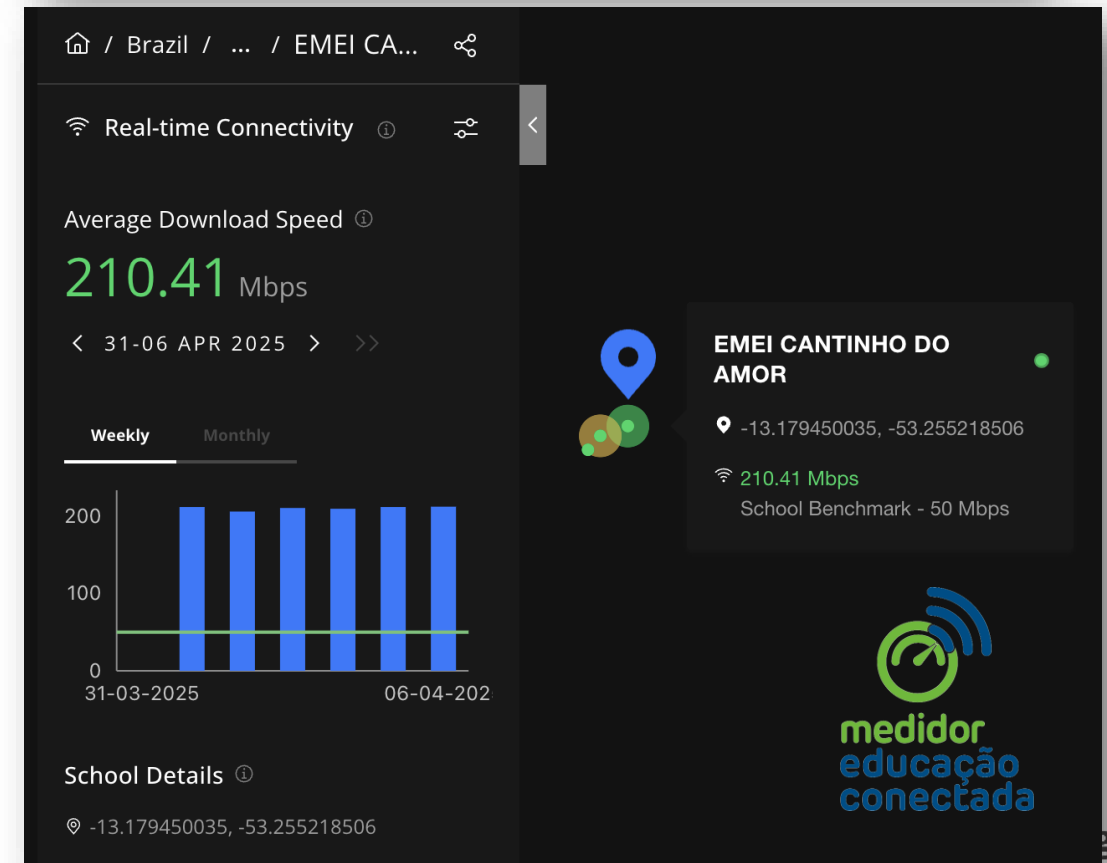 / Brazil / ... / EMEI CA...
Real-time Connectivity
Average Download Speed
210.41 Mbps
< 31-06 APR 2025 > >>
Weekly Monthly
200
100
0
31-03-2025 06-04-202
School Details
-13.179450035, -53.255218506
EMEI CANTINHO DO
AMOR
-13.179450035, -53.255218506
210.41 Mbps
School Benchmark - 50 Mbps
medidor
educação
conectada